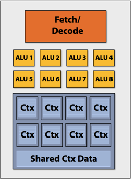 Fetch/
Decode
ALU 1 ALU 2 ALU 3 ALU 4
ALU 5 ALU 6 ALU 7 ALU 8
Ctx Ctx Ctx Ctx
Ctx Ctx Ctx Ctx
Shared Ctx Data